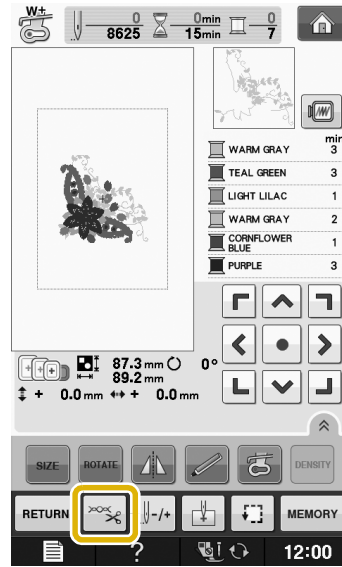 W+
0
8625
0min
15min
0
7
min
WARM GRAY 3
TEAL GREEN 3
LIGHT LILAC 1
WARM GRAY 2
CORNFLOWER
BLUE 1
PURPLE 3
87.3 mm 0°
89.2 mm
+ 0.0 mm + 0.0 mm
SIZE ROTATE DENSITY
RETURN -/+ MEMORY
? 12:00